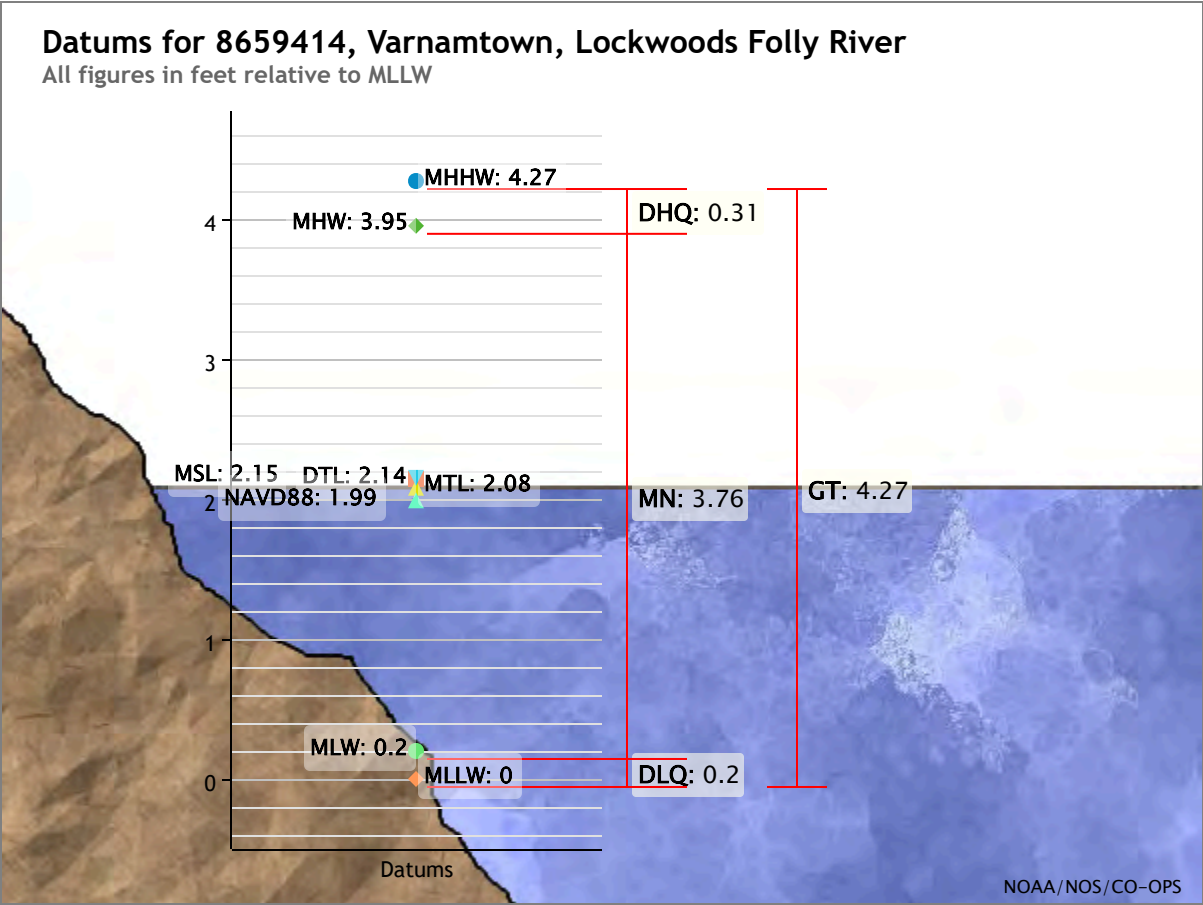 Datums for 8659414, Varnamtown, Lockwoods Folly River
All figures in feet relative to MLLW
MHHW: 4.27
DHQ: 0.31
4
MHW: 3.95
3
MSL: 2.15
DTL: 2.14
MTL: 2.08
GT: 4.27
2
NAVD88: 1.99
MN: 3.76
1
MLW: 0.2
0
MLLW: 0
DLQ: 0.2
Datums
NOAA/NOS/CO-OPS